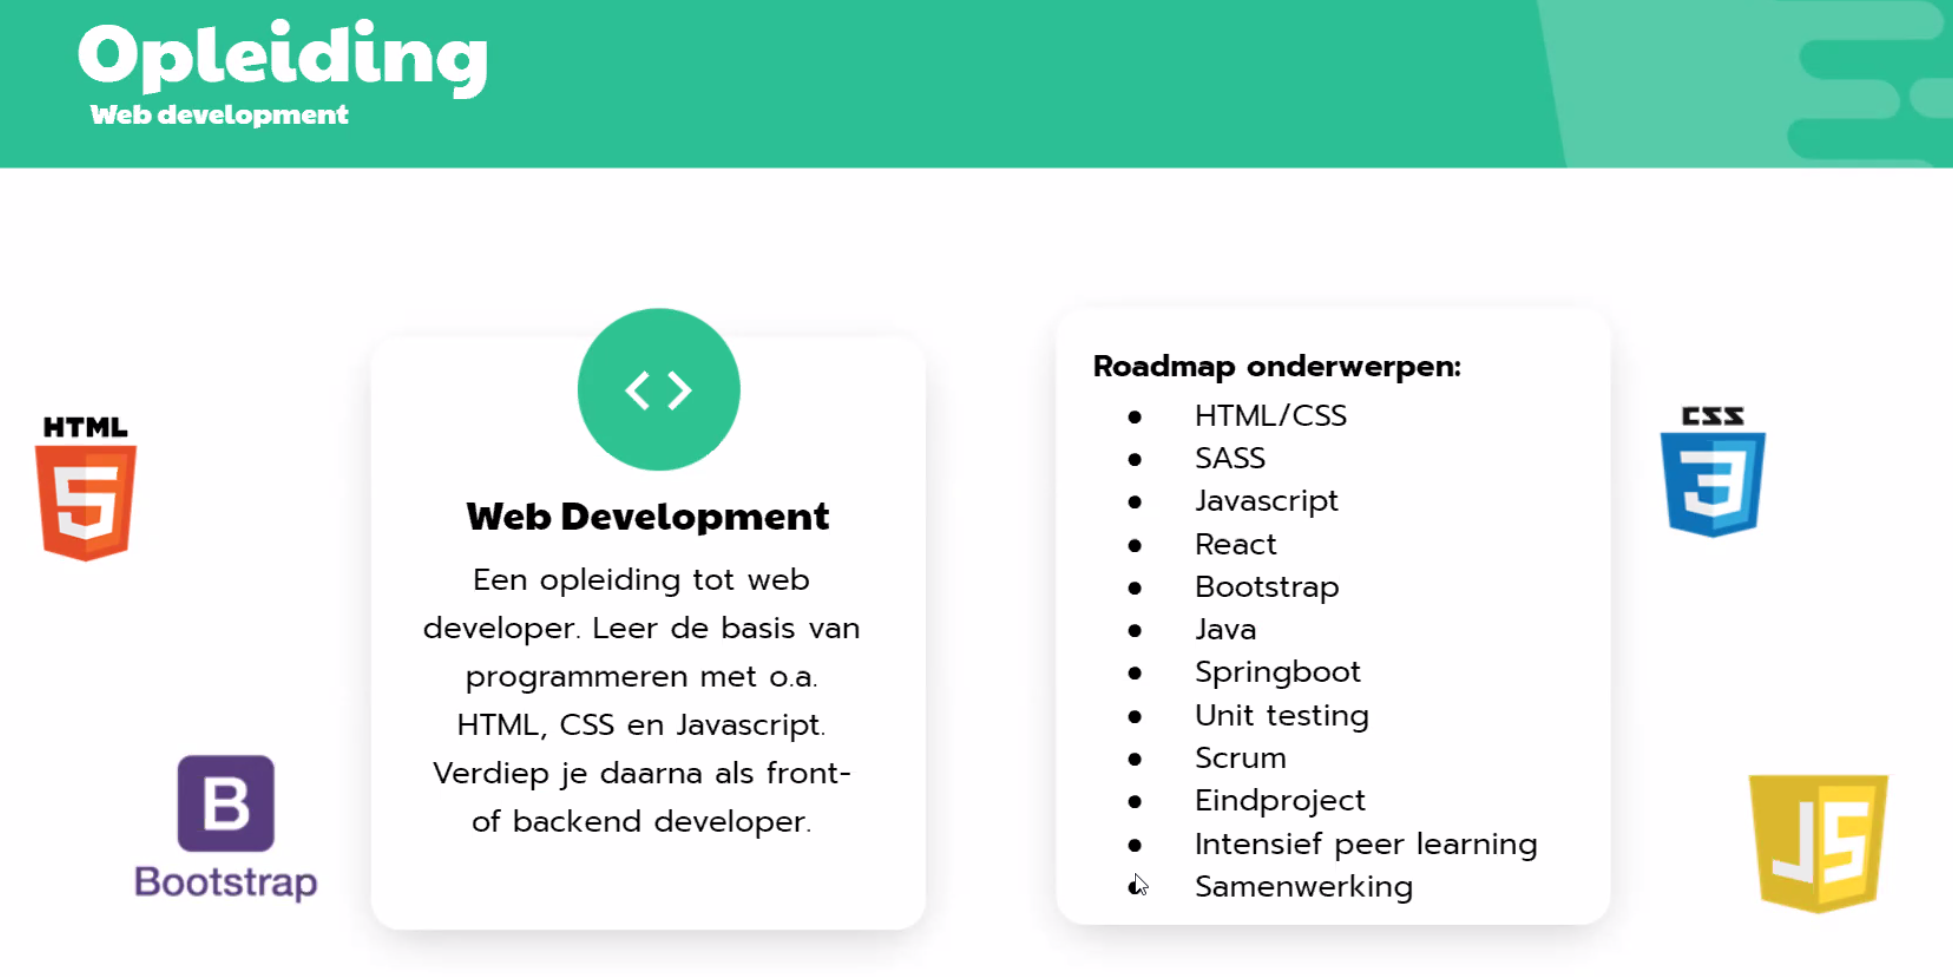 Opleiding
Web development
HTML
5
Bootstrap
B
Web Development
Een opleiding tot web
developer. Leer de basis van
programmeren met o.a.
HTML, CSS en Javascript.
Verdiep je daarna als front-
of backend developer.
Roadmap onderwerpen:
HTML/CSS
SASS
Javascript
React
Bootstrap
Java
Springboot
Unit testing
Scrum
Eindproject
Intensief peer learning
Samenwerking
CSS
3
JS